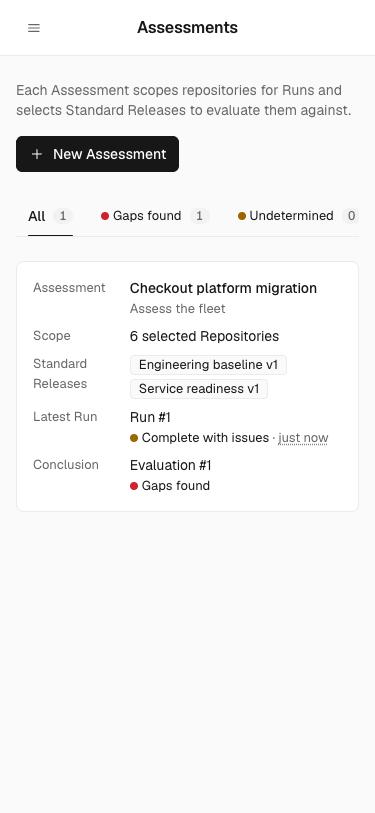 Assessments
Each Assessment scopes repositories for Runs and
selects Standard Releases to evaluate them against.
New Assessment
All 1 Gaps found 1 Undetermined 0
Assessment Checkout platform migration
Assess the fleet
Scope 6 selected Repositories
Standard Releases Engineering baseline v1
Service readiness v1
Latest Run Run #1
Complete with issues · just now
Conclusion Evaluation #1
Gaps found